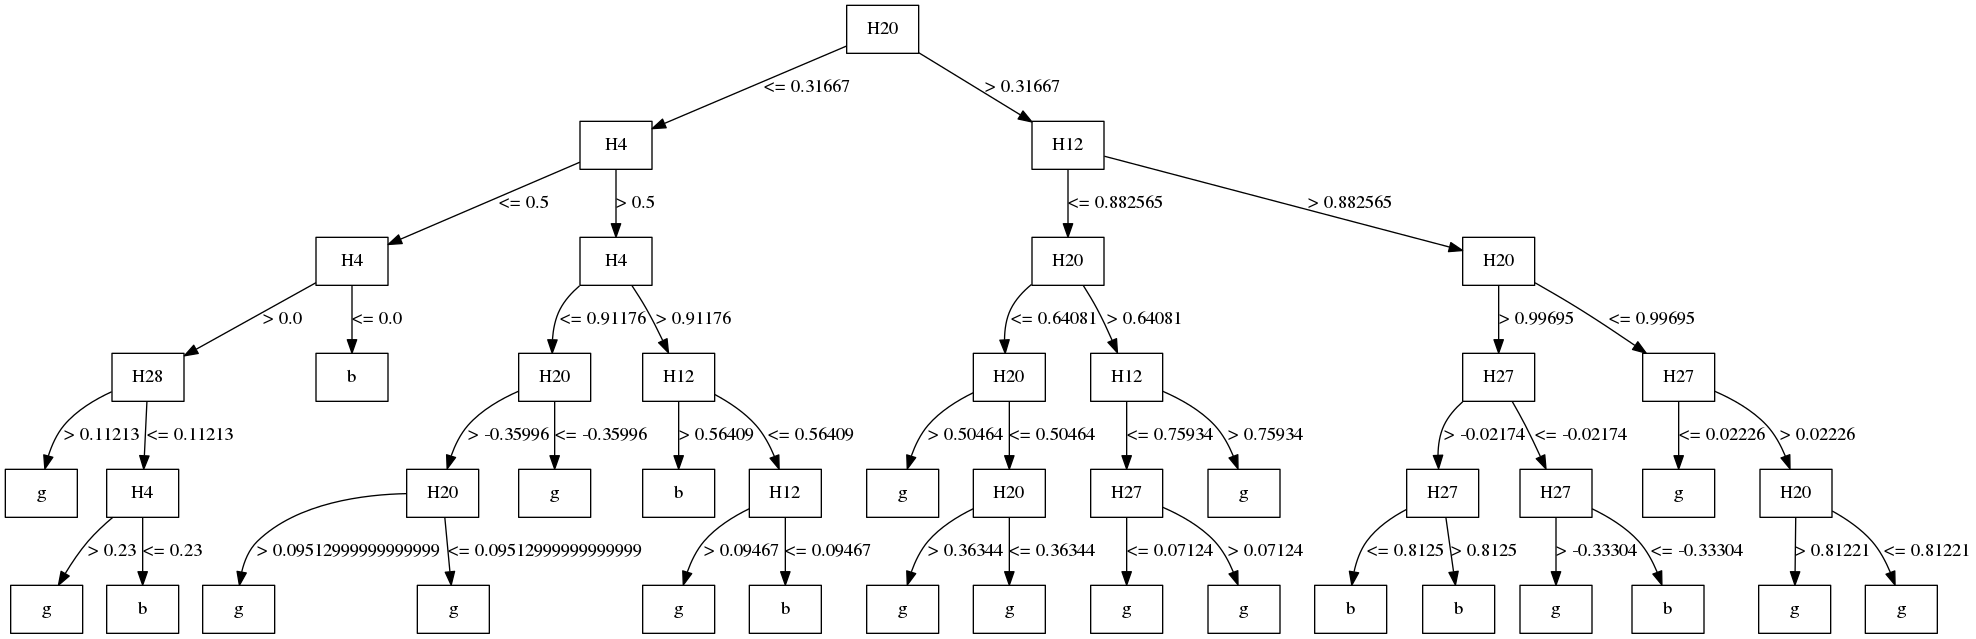 H20
<= 0.31667
> 0.31667
H4
H12
<= 0.5
> 0.5
<= 0.882565
> 0.882565
H4
H4
H20
H20
> 0.0
<= 0.0
<= 0.91176
> 0.91176
<= 0.64081
> 0.64081
> 0.99695
<= 0.99695
H28
b
H20
H12
H20
H12
H27
H27
> 0.11213
<= 0.11213
> -0.35996
<= -0.35996
> 0.56409
<= 0.56409
> 0.50464
<= 0.50464
<= 0.75934
> 0.75934
> -0.02174
<= -0.02174
<= 0.02226
> 0.02226
g
H4
H20
g
b
H12
g
H20
H27
g
H27
H27
g
H20
> 0.23
<= 0.23
> 0.09512999999999999
<= 0.09512999999999999
> 0.09467
<= 0.09467
> 0.36344
<= 0.36344
<= 0.07124
> 0.07124
<= 0.8125
> 0.8125
> -0.33304
<= -0.33304
> 0.81221
<= 0.81221
g
b
g
g
g
b
g
g
g
g
b
b
g
b
g
g